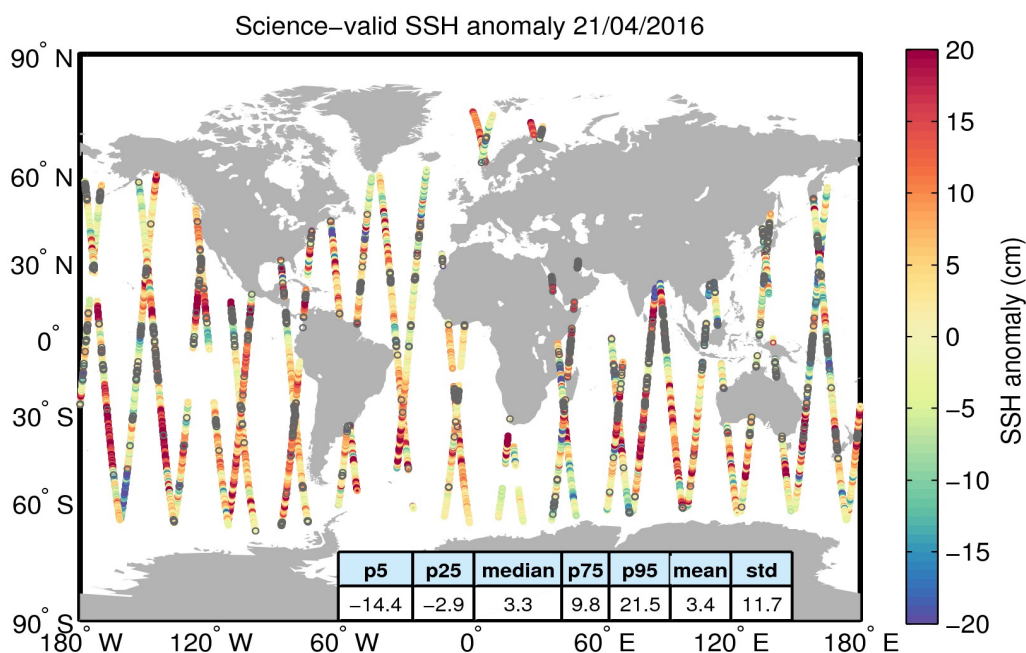 Science−valid SSH anomaly 21/04/2016
90° N
60° N
30° N
0°
30° S
60° S
90° S
180° W
120° W
60° W
0°
60° E
120° E
180° E
p5 p25 median p75 p95 mean std
−14.4 −2.9 3.3 9.8 21.5 3.4 11.7
20
15
10
5
0
−5
−10
−15
−20
SSH anomaly (cm)